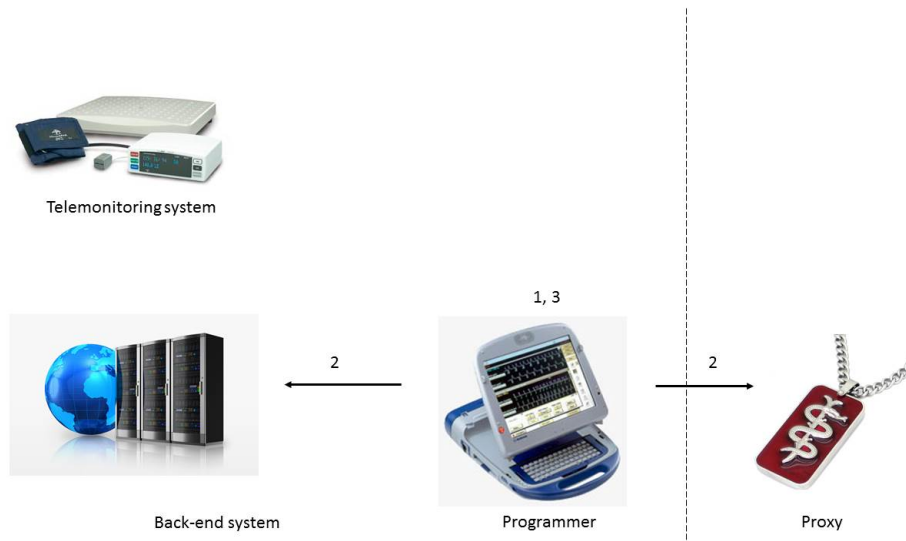 Telemonitoring system
1, 3
2
2
Back-end system
Programmer
Proxy